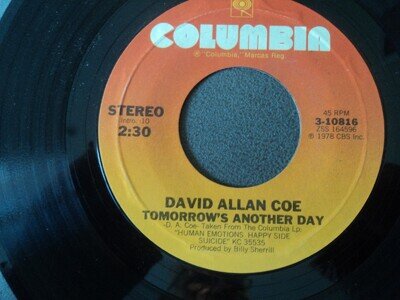 COLUMBIA
® "Columbia," Marcas Reg.
STEREO
Intro. :10
2:30
45 RPM
3-10816
ZSS 164596
℗ 1978 CBS Inc.
DAVID ALLAN COE
TOMORROW'S ANOTHER DAY
-D. A. Coe- Taken From The Columbia Lp:
"HUMAN EMOTIONS, HAPPY SIDE
SUICIDE" KC 35535
Produced by Billy Sherrill